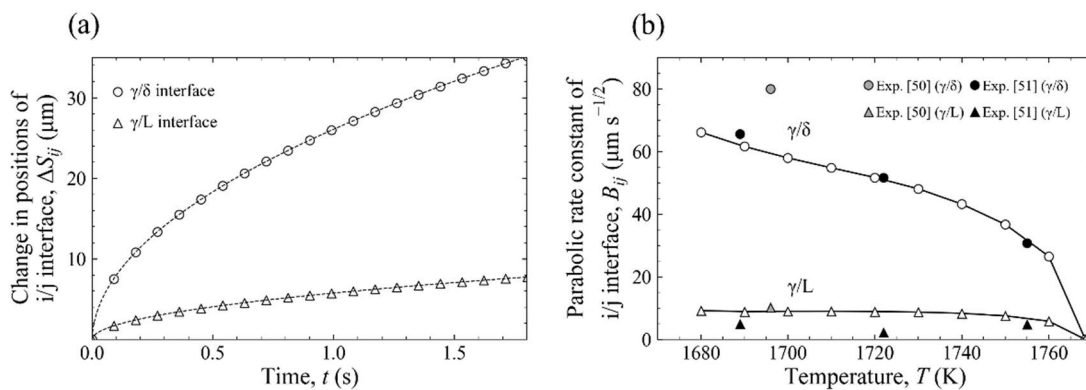 (a)
Change in positions of
i/j interface, ΔS_ij (μm)
30
20
10
γ/δ interface
γ/L interface
0.0 0.5 1.0 1.5
Time, t (s)
(b)
Parabolic rate constant of
i/j interface, B_ij (μm s⁻¹/²)
80
60
40
20
0
Exp. [50] (γ/δ) Exp. [51] (γ/δ)
Exp. [50] (γ/L) Exp. [51] (γ/L)
γ/δ
γ/L
1680 1700 1720 1740 1760
Temperature, T (K)